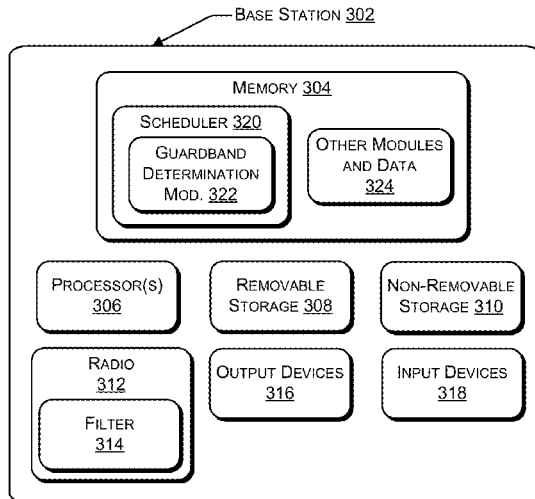 BASE STATION 302
MEMORY 304
SCHEDULER 320
GUARDBAND
DETERMINATION
MOD. 322
OTHER MODULES
AND DATA
324
PROCESSOR(S)
306
REMOVABLE
STORAGE 308
NON-REMOVABLE
STORAGE 310
RADIO
312
FILTER
314
OUTPUT DEVICES
316
INPUT DEVICES
318